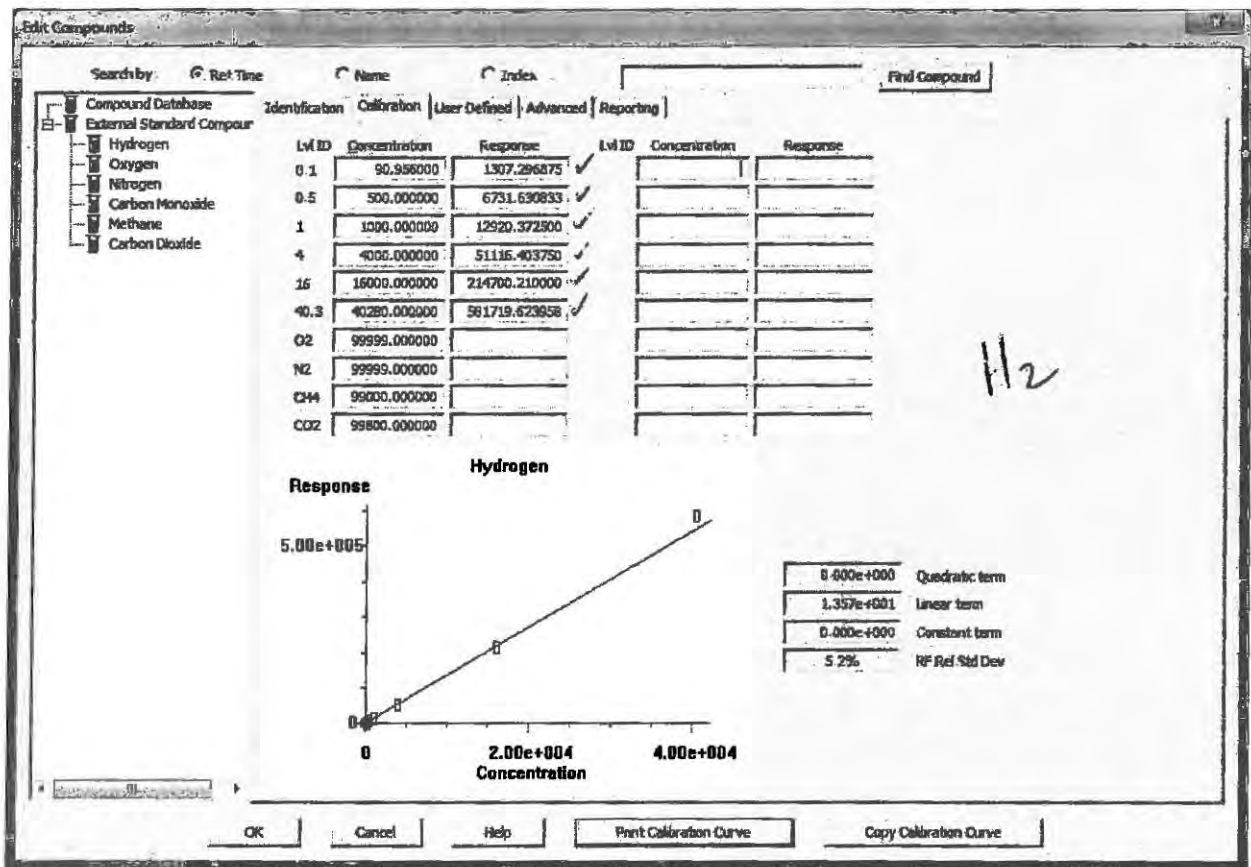 Edit Compounds
Search by: Ret Time Name Index Find Compound
Compound Database
External Standard Compour
Hydrogen
Oxygen
Nitrogen
Carbon Monoxide
Methane
Carbon Dioxide
Identification Calibration User Defined Advanced Reporting
Lvl ID Concentration Response Lvl ID Concentration Response
0.1 90.956000 1307.296875
0.5 500.000000 6731.630833
1 1000.000000 12920.372500
4 4000.000000 51116.403750
16 16000.000000 214700.210000
40.3 40280.000000 581719.623958
O2 99999.000000
N2 99999.000000
CH4 99000.000000
CO2 99800.000000
H2
Hydrogen
Response
5.00e+005
0
0 2.00e+004 4.00e+004
Concentration
0.000e+000 Quadratic term
1.357e+001 Linear term
0.000e+000 Constant term
5.2% RF Rel Std Dev
OK Cancel Help Print Calibration Curve Copy Calibration Curve